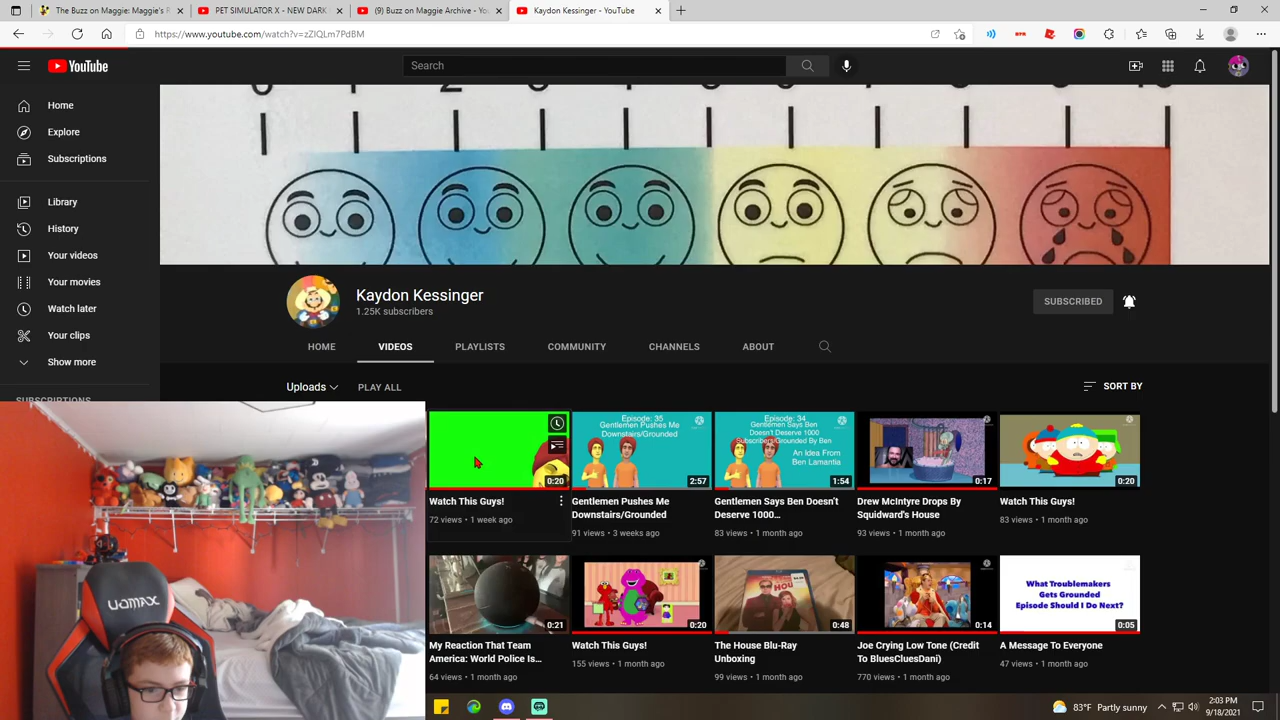 The Buzz on Maggie: Maggie's R
PET SIMULATOR X - NEW DARK
(9) Buzz on Maggie Archive - You
Kaydon Kessinger - YouTube
https://www.youtube.com/watch?v=zZIQLm7PdBM
YouTube
Search
Home
Explore
Subscriptions
Library
History
Your videos
Your movies
Watch later
Your clips
Show more
SUBSCRIPTIONS
Kaydon Kessinger
1.25K subscribers
SUBSCRIBED
HOME
VIDEOS
PLAYLISTS
COMMUNITY
CHANNELS
ABOUT
Uploads
PLAY ALL
SORT BY
0:20
Watch This Guys!
72 views • 1 week ago
Episode: 35
Gentlemen Pushes Me
Downstairs/Grounded
2:57
Gentlemen Pushes Me
Downstairs/Grounded
91 views • 3 weeks ago
Episode: 34
Gentlemen Says Ben
Doesn't Deserve 1000
Subscribers/Grounded By Ben
An Idea From
Ben Lamantia
1:54
Gentlemen Says Ben Doesn't
Deserve 1000...
83 views • 1 month ago
0:17
Drew McIntyre Drops By
Squidward's House
93 views • 1 month ago
0:20
Watch This Guys!
83 views • 1 month ago
0:21
My Reaction That Team
America: World Police Is...
64 views • 1 month ago
0:20
Watch This Guys!
155 views • 1 month ago
0:48
The House Blu-Ray
Unboxing
99 views • 1 month ago
0:14
Joe Crying Low Tone (Credit
To BluesCluesDani)
770 views • 1 month ago
What Troublemakers
Gets Grounded
Episode Should I Do Next?
0:05
A Message To Everyone
47 views • 1 month ago
83°F Partly sunny
2:03 PM
9/18/2021